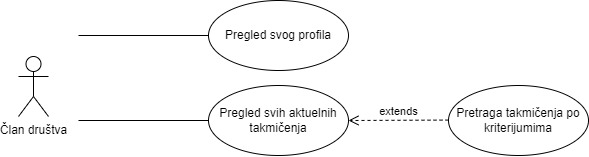 Pregled svog profila
Član društva
Pregled svih aktuelnih
takmičenja
extends
Pretraga takmičenja po
kriterijumima